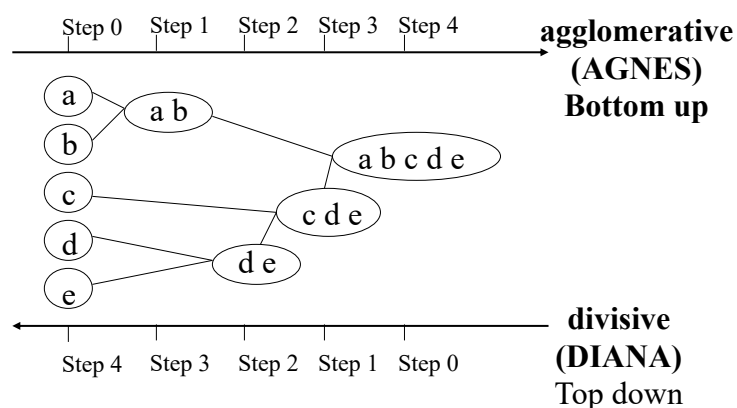 Step 0 Step 1 Step 2 Step 3 Step 4
agglomerative
(AGNES)
Bottom up
a
a b
b
a b c d e
c
c d e
d
d e
e
divisive
(DIANA)
Top down
Step 4 Step 3 Step 2 Step 1 Step 0